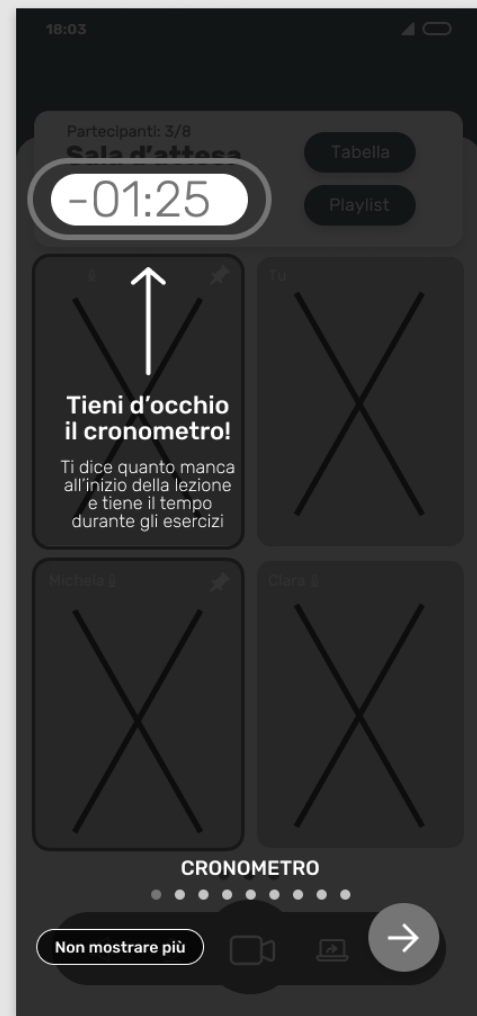 18:03
Partecipanti: 3/8
Sala d'attesa
Tabella
-01:25
Playlist
Tu
Tieni d'occhio
il cronometro!
Ti dice quanto manca
all'inizio della lezione
e tiene il tempo
durante gli esercizi
Michela
Clara
CRONOMETRO
Non mostrare più